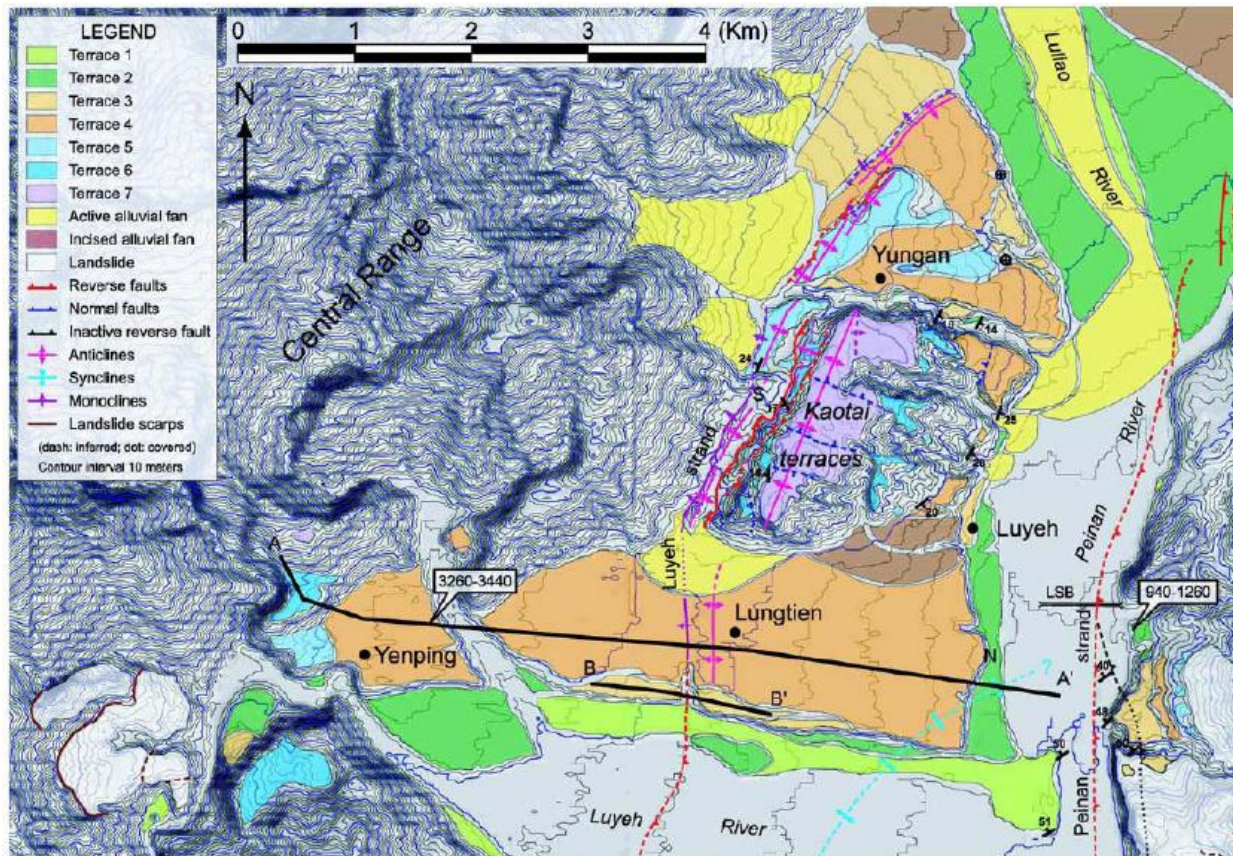 LEGEND
Terrace 1
Terrace 2
Terrace 3
Terrace 4
Terrace 5
Terrace 6
Terrace 7
Active alluvial fan
Incised alluvial fan
Landslide
Reverse faults
Normal faults
Inactive reverse fault
Anticlines
Synclines
Monoclines
Landslide scarps
(dash: inferred; dot: covered)
Contour interval 10 meters
0 1 2 3 4 (Km)
N
Central Range
Lullao
River
Yungan
14
24
Kaotai
terraces
strand
Luyeh
25
20
Luyeh
Peinan
River
A
3260-3440
Lungtien
Yenping
LSB
940-1260
strand
Peinan
N
A'
?
B
B'
40
48
50
51
Luyeh
River